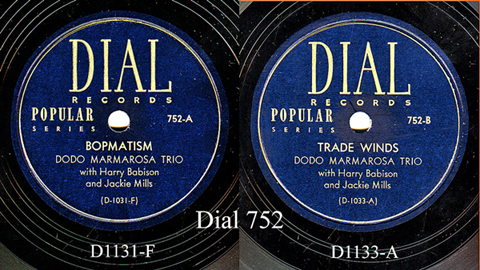 DIAL
RECORDS
POPULAR
SERIES
752-A
BOPMATISM
DODO MARMAROSA TRIO
with Harry Babison
and Jackie Mills
(D-1031-F)
DIAL
RECORDS
POPULAR
SERIES
752-B
TRADE WINDS
DODO MARMAROSA TRIO
with Harry Babison
and Jackie Mills
(D-1033-A)
Dial 752
D1131-F
D1133-A